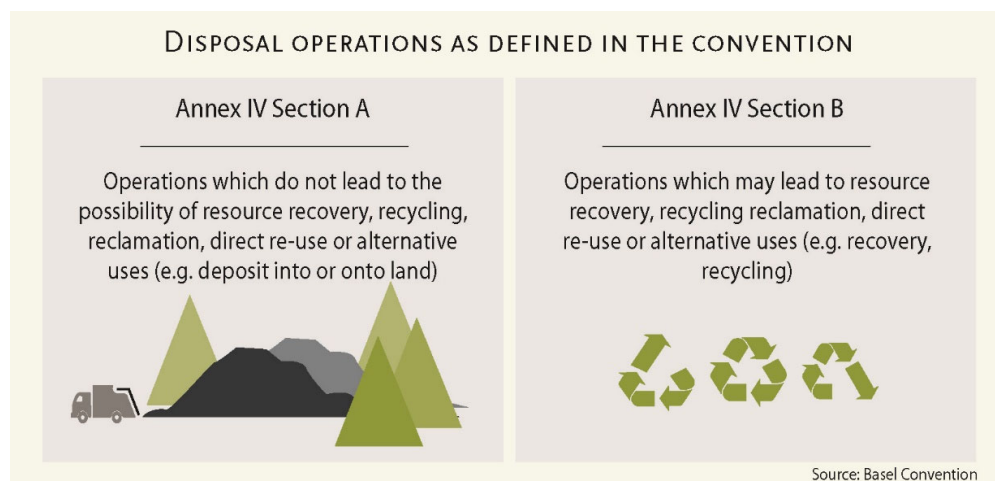 DISPOSAL OPERATIONS AS DEFINED IN THE CONVENTION
Annex IV Section A
Operations which do not lead to the
possibility of resource recovery, recycling,
reclamation, direct re-use or alternative
uses (e.g. deposit into or onto land)
Annex IV Section B
Operations which may lead to resource
recovery, recycling reclamation, direct
re-use or alternative uses (e.g. recovery,
recycling)
Source: Basel Convention